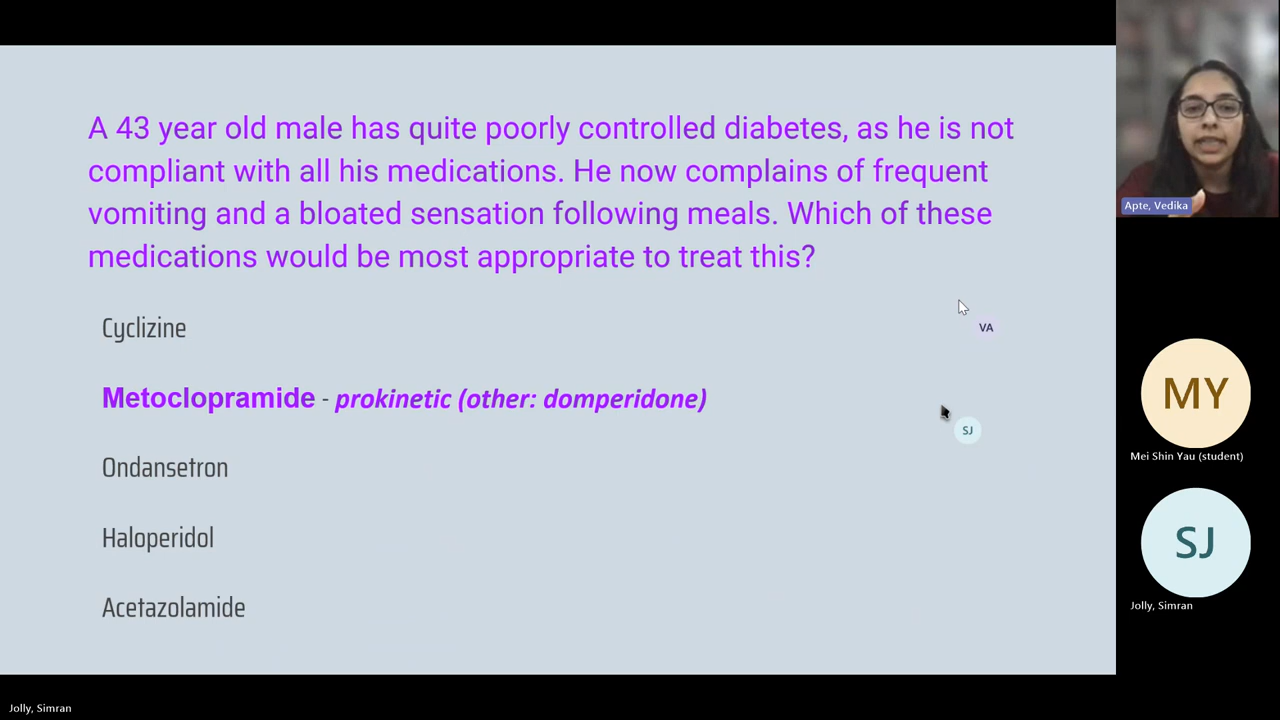 A 43 year old male has quite poorly controlled diabetes, as he is not
compliant with all his medications. He now complains of frequent
vomiting and a bloated sensation following meals. Which of these
medications would be most appropriate to treat this?
Cyclizine
Metoclopramide - prokinetic (other: domperidone)
Ondansetron
Haloperidol
Acetazolamide
VA
SJ
Apte, Vedika
MY
Mei Shin Yau (student)
SJ
Jolly, Simran
Jolly, Simran